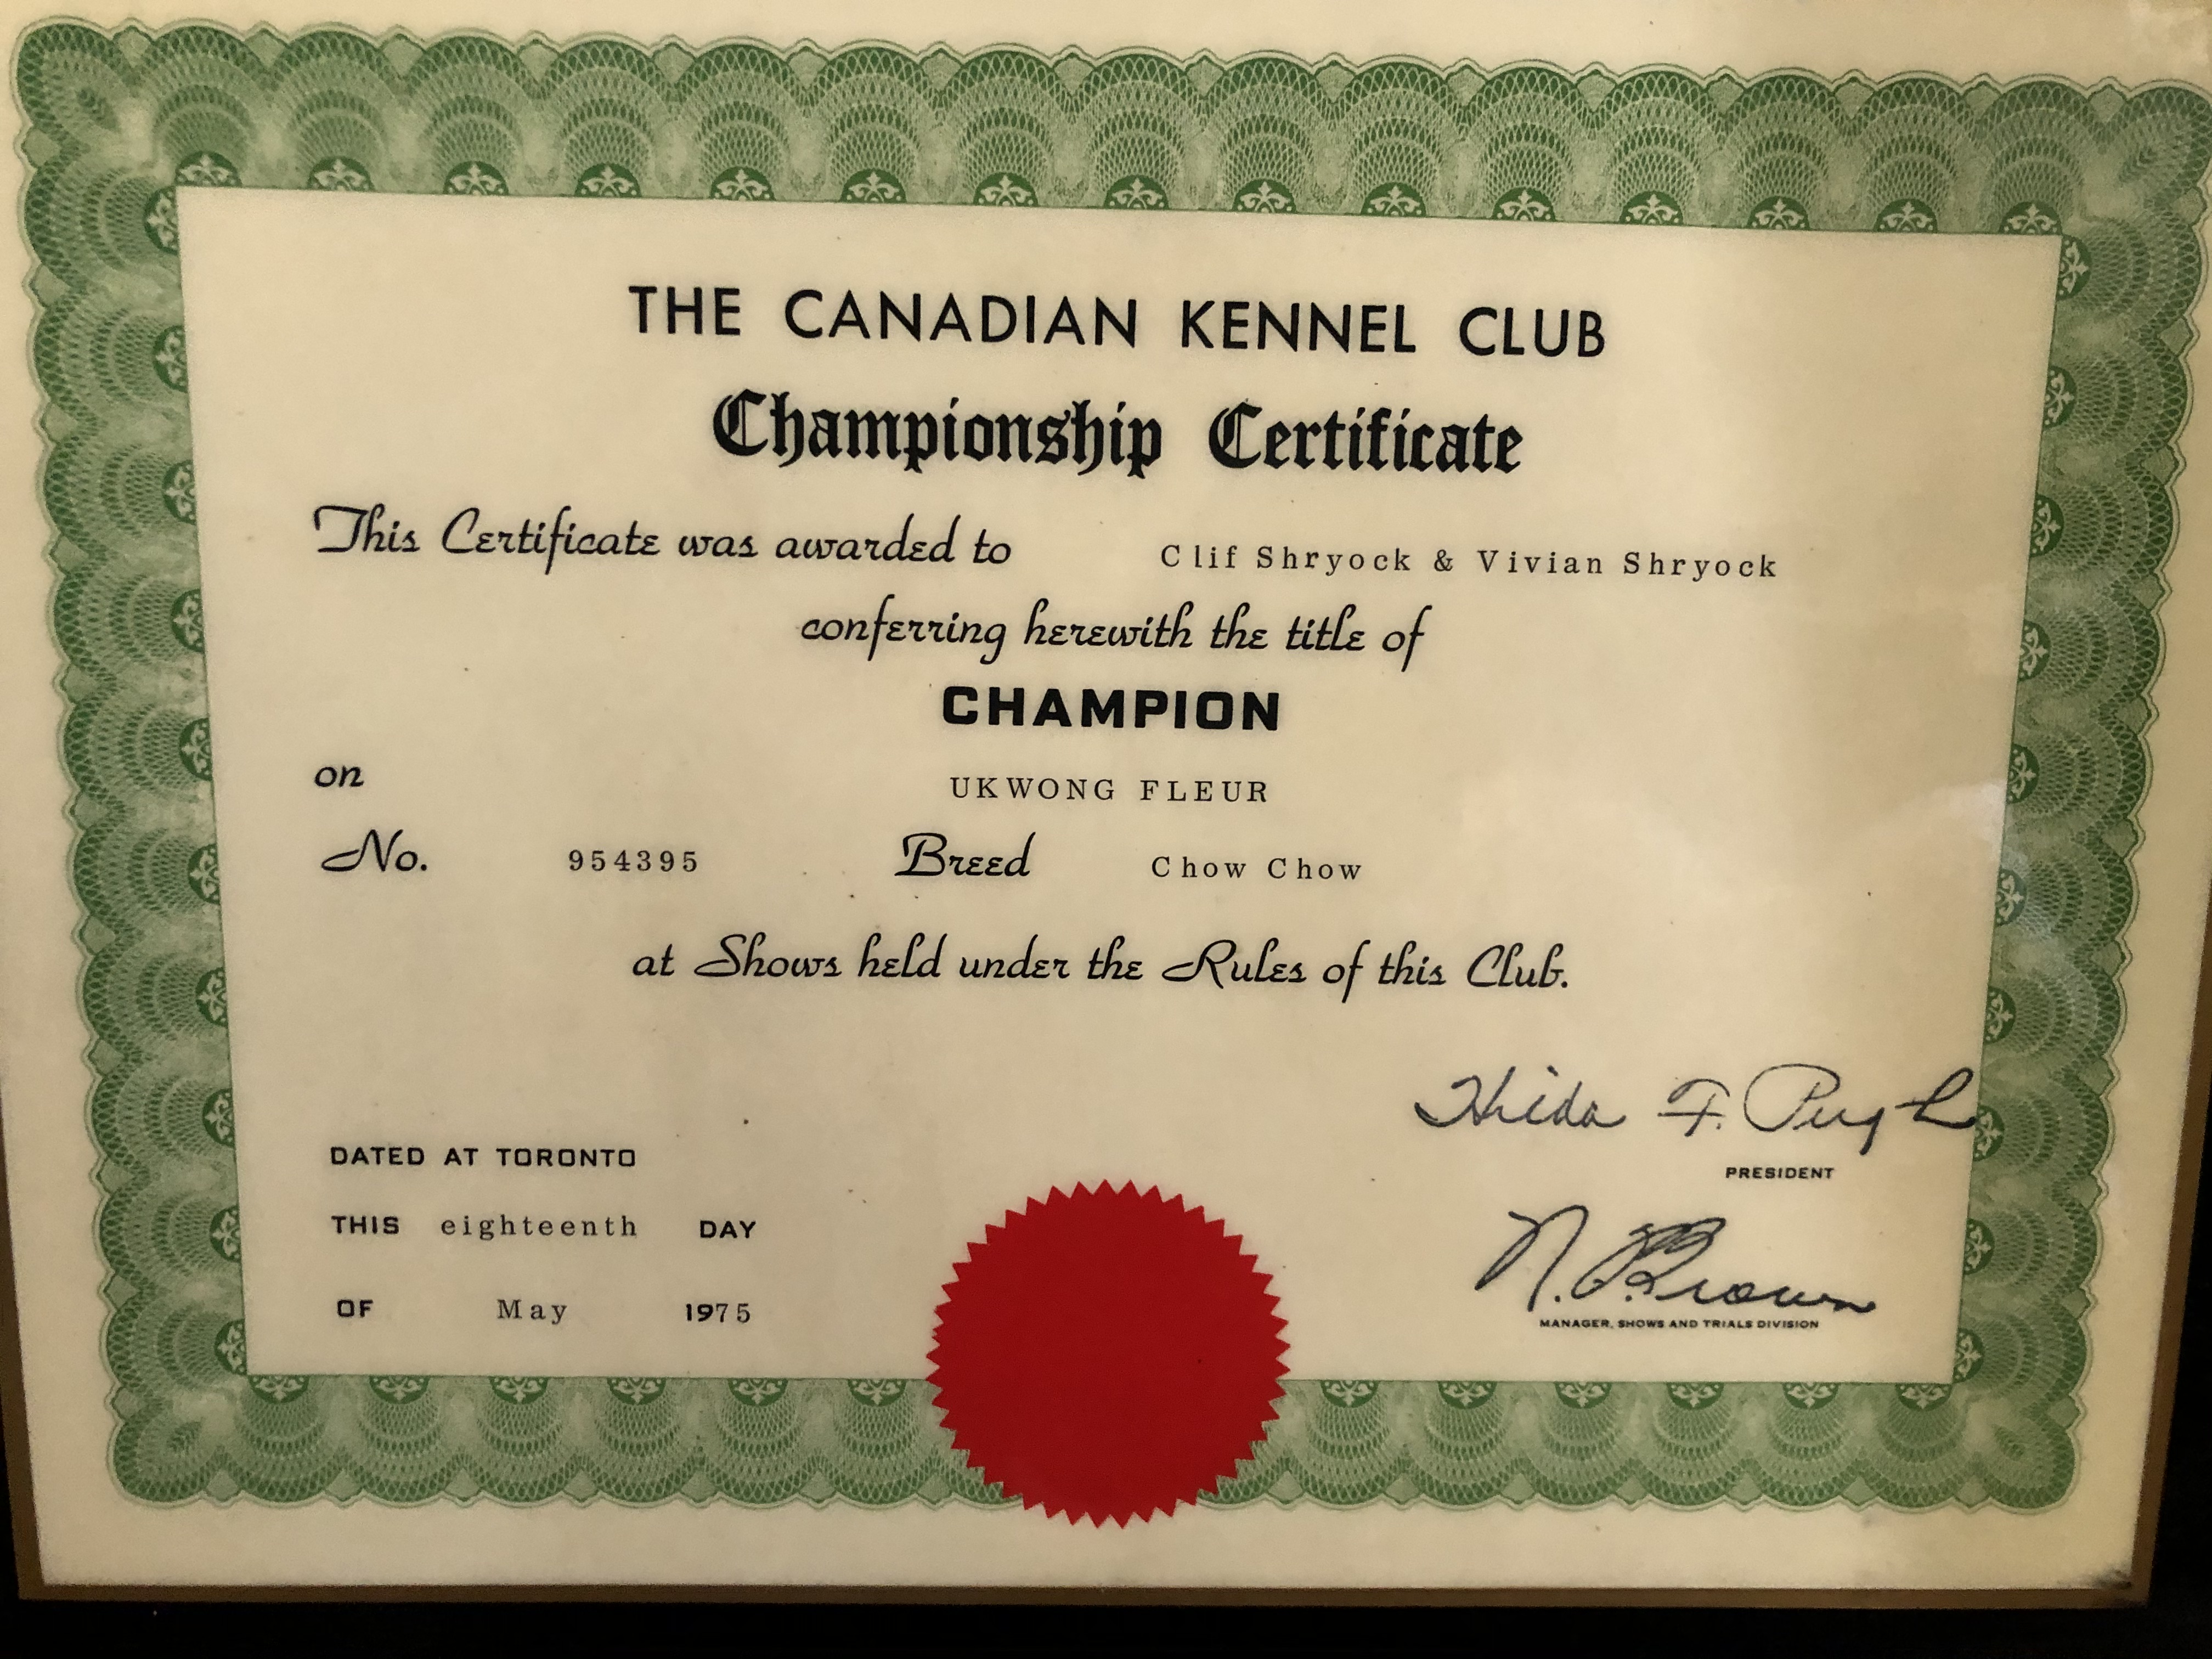 THE CANADIAN KENNEL CLUB
Championship Certificate
This Certificate was awarded to Clif Shryock & Vivian Shryock
conferring herewith the title of
CHAMPION
on UKWONG FLEUR
No. 954395 Breed Chow Chow
at Shows held under the Rules of this Club.
Hilda F. Pugh
PRESIDENT
DATED AT TORONTO
THIS eighteenth DAY
OF May 1975
N. Brown
MANAGER, SHOWS AND TRIALS DIVISION